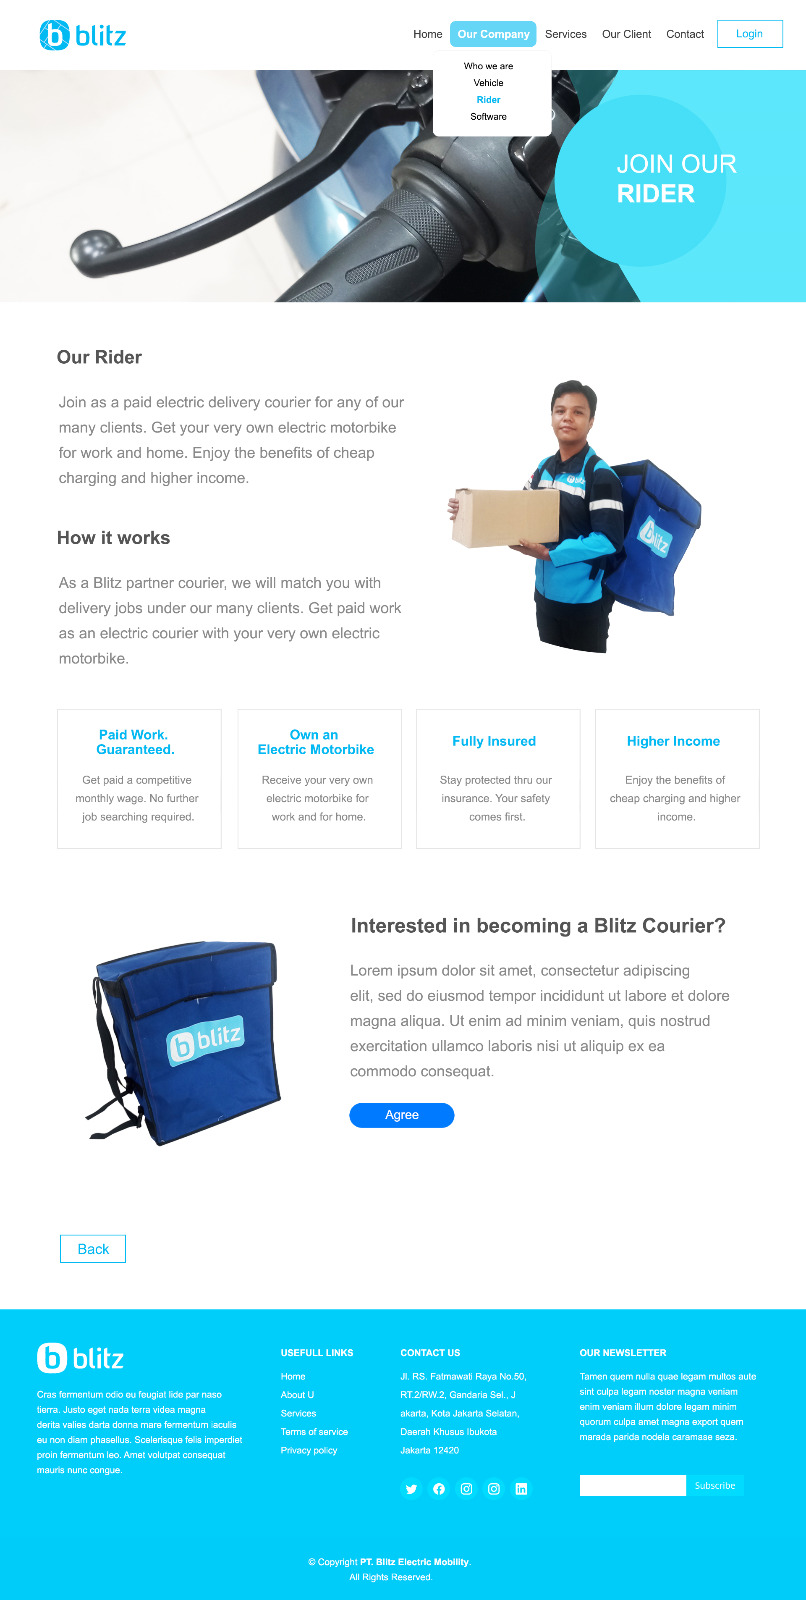 blitz
Home Our Company Services Our Client Contact Login
Who we are
Vehicle
Rider
Software
JOIN OUR
RIDER
Our Rider
Join as a paid electric delivery courier for any of our
many clients. Get your very own electric motorbike
for work and home. Enjoy the benefits of cheap
charging and higher income.
blitz
blitz
How it works
As a Blitz partner courier, we will match you with
delivery jobs under our many clients. Get paid work
as an electric courier with your very own electric
motorbike.
Paid Work.
Guaranteed.
Get paid a competitive
monthly wage. No further
job searching required.
Own an
Electric Motorbike
Receive your very own
electric motorbike for
work and for home.
Fully Insured
Stay protected thru our
insurance. Your safety
comes first.
Higher Income
Enjoy the benefits of
cheap charging and higher
income.
blitz
Interested in becoming a Blitz Courier?
Lorem ipsum dolor sit amet, consectetur adipiscing
elit, sed do eiusmod tempor incididunt ut labore et dolore
magna aliqua. Ut enim ad minim veniam, quis nostrud
exercitation ullamco laboris nisi ut aliquip ex ea
commodo consequat.
Agree
Back
blitz
Cras fermentum odio eu feugiat lide par naso
tierra. Justo eget nada terra videa magna
derita valies darta donna mare fermentum iaculis
eu non diam phasellus. Scelerisque felis imperdiet
proin fermentum leo. Amet volutpat consequat
mauris nunc congue.
USEFULL LINKS
Home
About U
Services
Terms of service
Privacy policy
CONTACT US
Jl. RS. Fatmawati Raya No.50,
RT.2/RW.2, Gandaria Sel., J
akarta, Kota Jakarta Selatan,
Daerah Khusus Ibukota
Jakarta 12420
OUR NEWSLETTER
Tamen quem nulla quae legam multos aute
sint culpa legam noster magna veniam
enim veniam illum dolore legam minim
quorum culpa amet magna export quem
marada parida nodela caramase seza.
Subscribe
© Copyright PT. Blitz Electric Mobility.
All Rights Reserved.